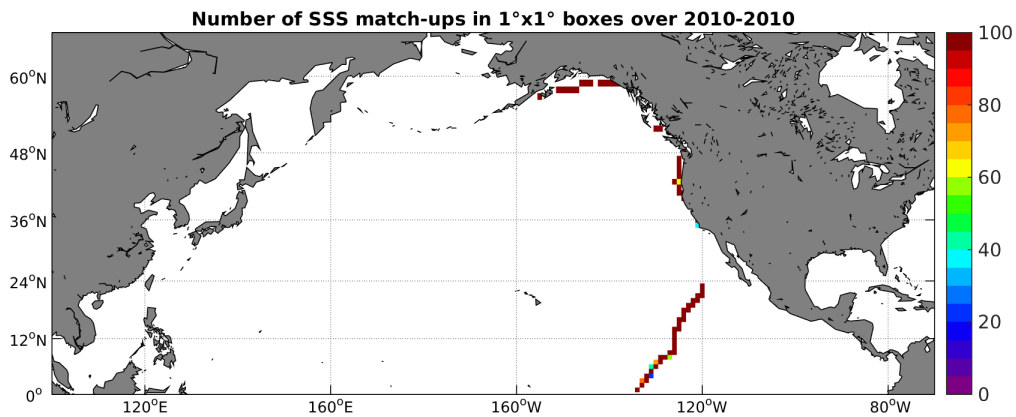 Number of SSS match-ups in 1°x1° boxes over 2010-2010
60°N
48°N
36°N
24°N
12°N
0°
120°E
160°E
160°W
120°W
80°W
100
80
60
40
20
0